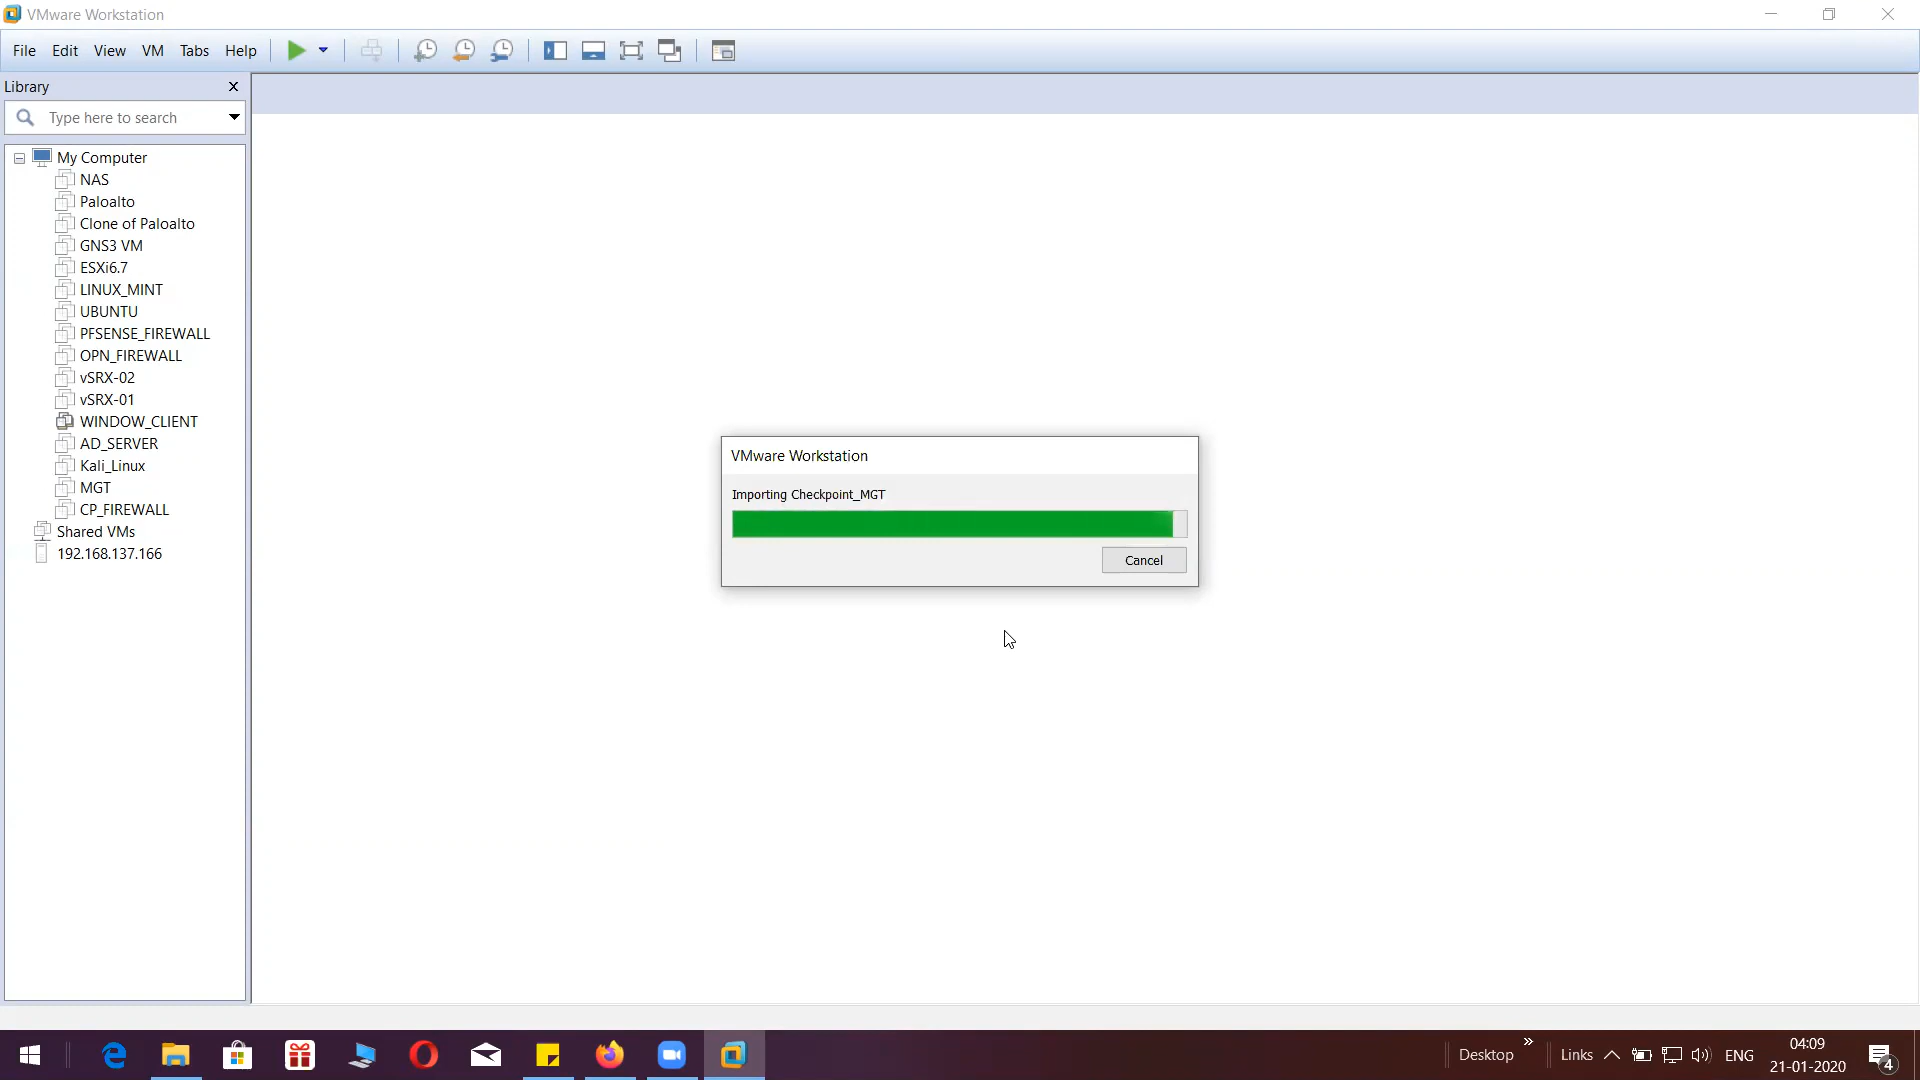 VMware Workstation
File Edit View VM Tabs Help
Library
Type here to search
My Computer
NAS
Paloalto
Clone of Paloalto
GNS3 VM
ESXi6.7
LINUX_MINT
UBUNTU
PFSENSE_FIREWALL
OPN_FIREWALL
vSRX-02
vSRX-01
WINDOW_CLIENT
AD_SERVER
Kali_Linux
MGT
CP_FIREWALL
Shared VMs
192.168.137.166
VMware Workstation
Importing Checkpoint_MGT
Cancel
Desktop
Links
ENG
04:09
21-01-2020
4